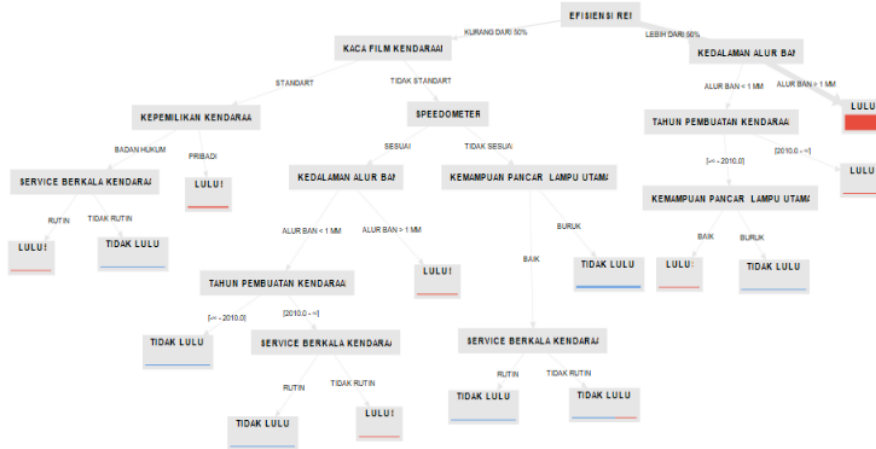 EFISIENSI REI
KURANG DARI 50%
LEBIH DARI 50%
KACA FILM KENDARAAI
KEDALAMAN ALUR BAI
STANDART
TIDAK STANDART
ALUR BAN < 1 MM
ALUR BAN > 1 MM
LULU
KEPEMILIKAN KENDARAA
SPEEDOMETER
TAHUN PEMBUATAN KENDARAAI
BADAN HUKUM
PRIBADI
SESUAI
TIDAK SESUAI
[-∞ - 2010.0]
[2010.0 - ∞]
SERVICE BERKALA KENDARAA
LULU!
KEDALAMAN ALUR BAI
KEMAMPUAN PANCAR LAMPU UTAMA
LULU
KEMAMPUAN PANCAR LAMPU UTAMA
RUTIN
TIDAK RUTIN
ALUR BAN < 1 MM
ALUR BAN > 1 MM
BAIK
BURUK
BAIK
BURUK
LULU!
TIDAK LULU
LULU!
TIDAK LULU
LULU!
TIDAK LULU
TAHUN PEMBUATAN KENDARAAI
[-∞ - 2010.0]
[2010.0 - ∞]
TIDAK LULU
SERVICE BERKALA KENDARAA
SERVICE BERKALA KENDARAA
RUTIN
TIDAK RUTIN
RUTIN
TIDAK RUTIN
TIDAK LULU
LULU!
TIDAK LULU
TIDAK LULU